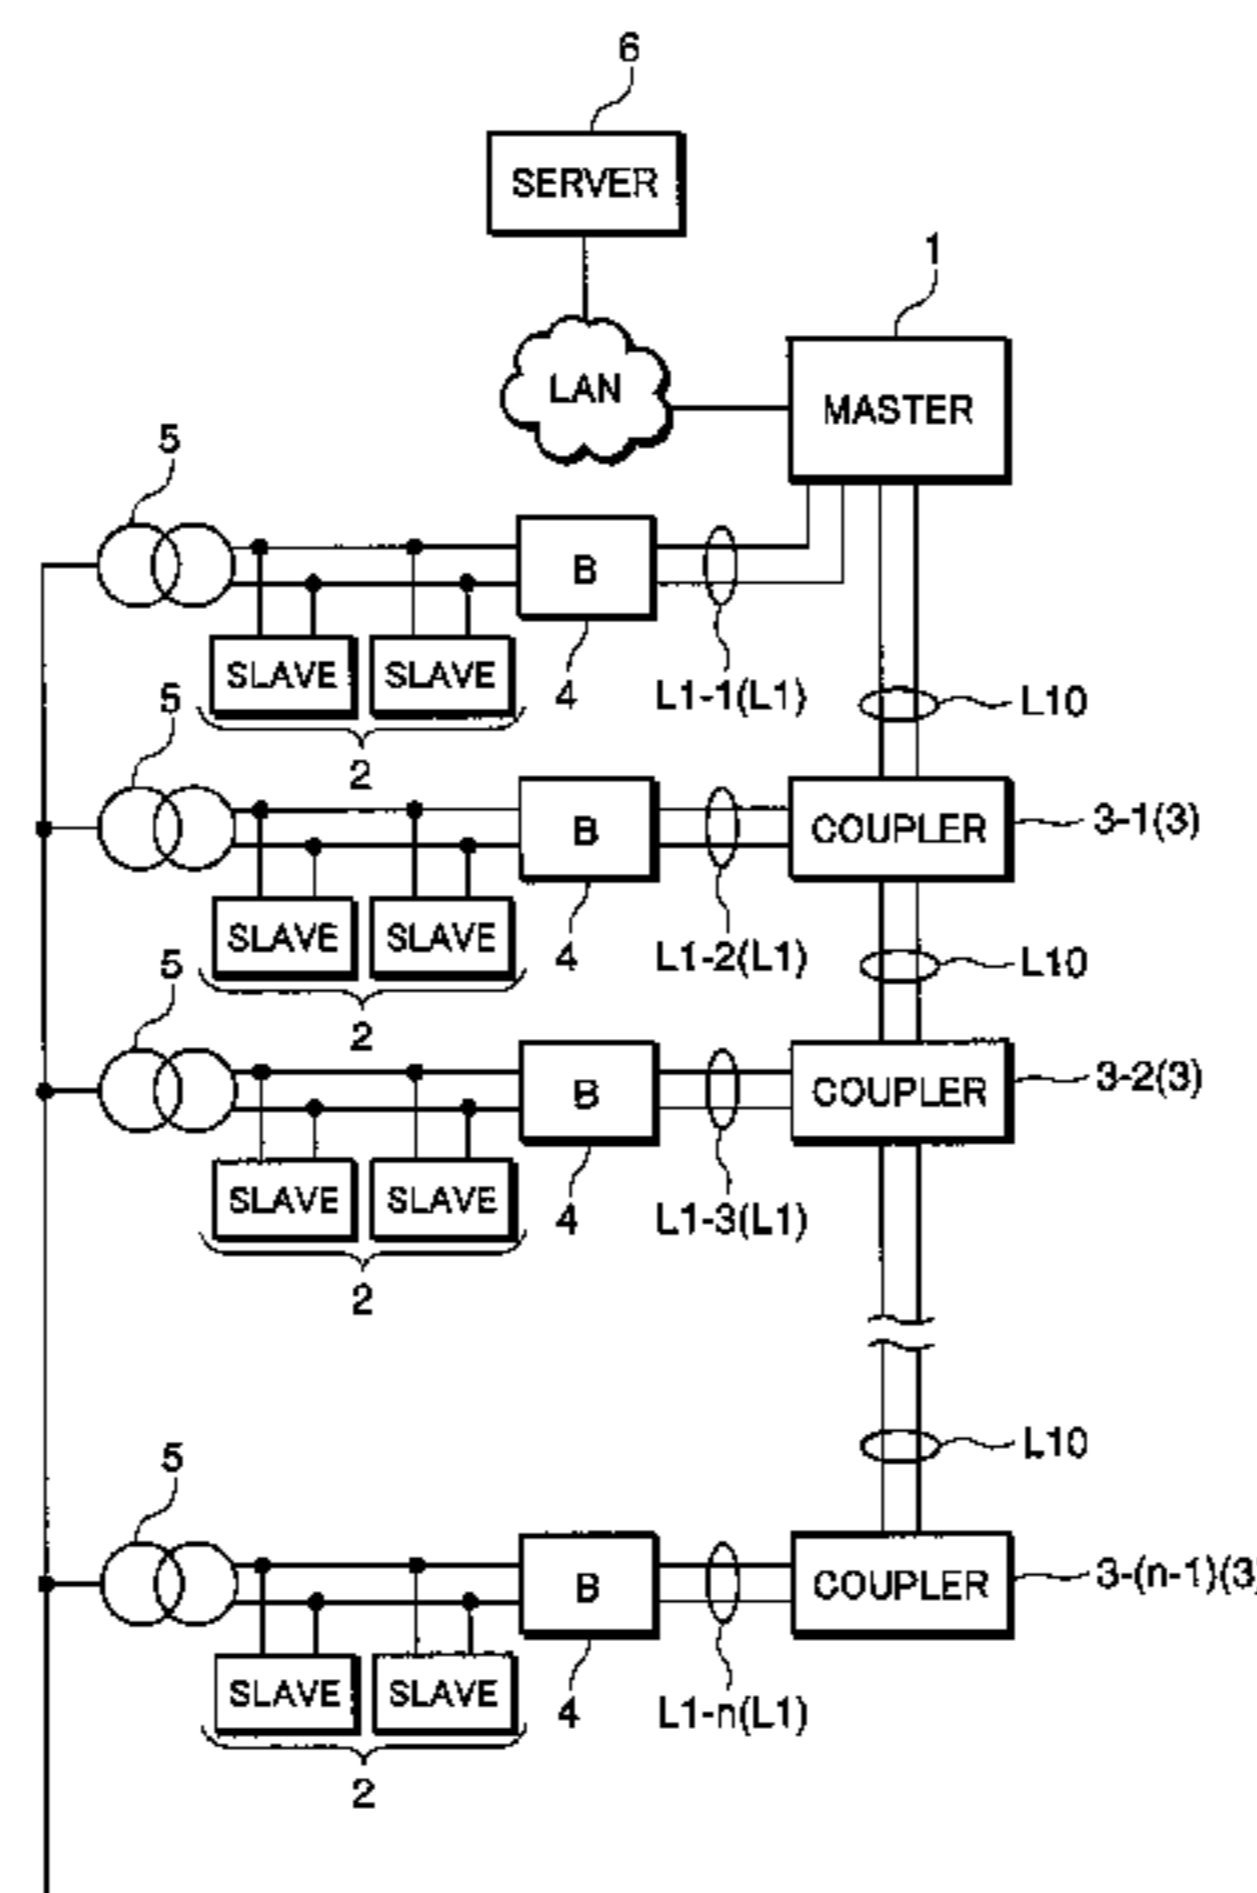 6
SERVER
1
LAN
MASTER
5
B
SLAVE SLAVE
4
L1-1(L1)
L10
5
2
B
COUPLER
3-1(3)
SLAVE SLAVE
4
L1-2(L1)
L10
5
2
B
COUPLER
3-2(3)
SLAVE SLAVE
4
L1-3(L1)
2
L10
5
B
COUPLER
3-(n-1)(3)
SLAVE SLAVE
4
L1-n(L1)
2